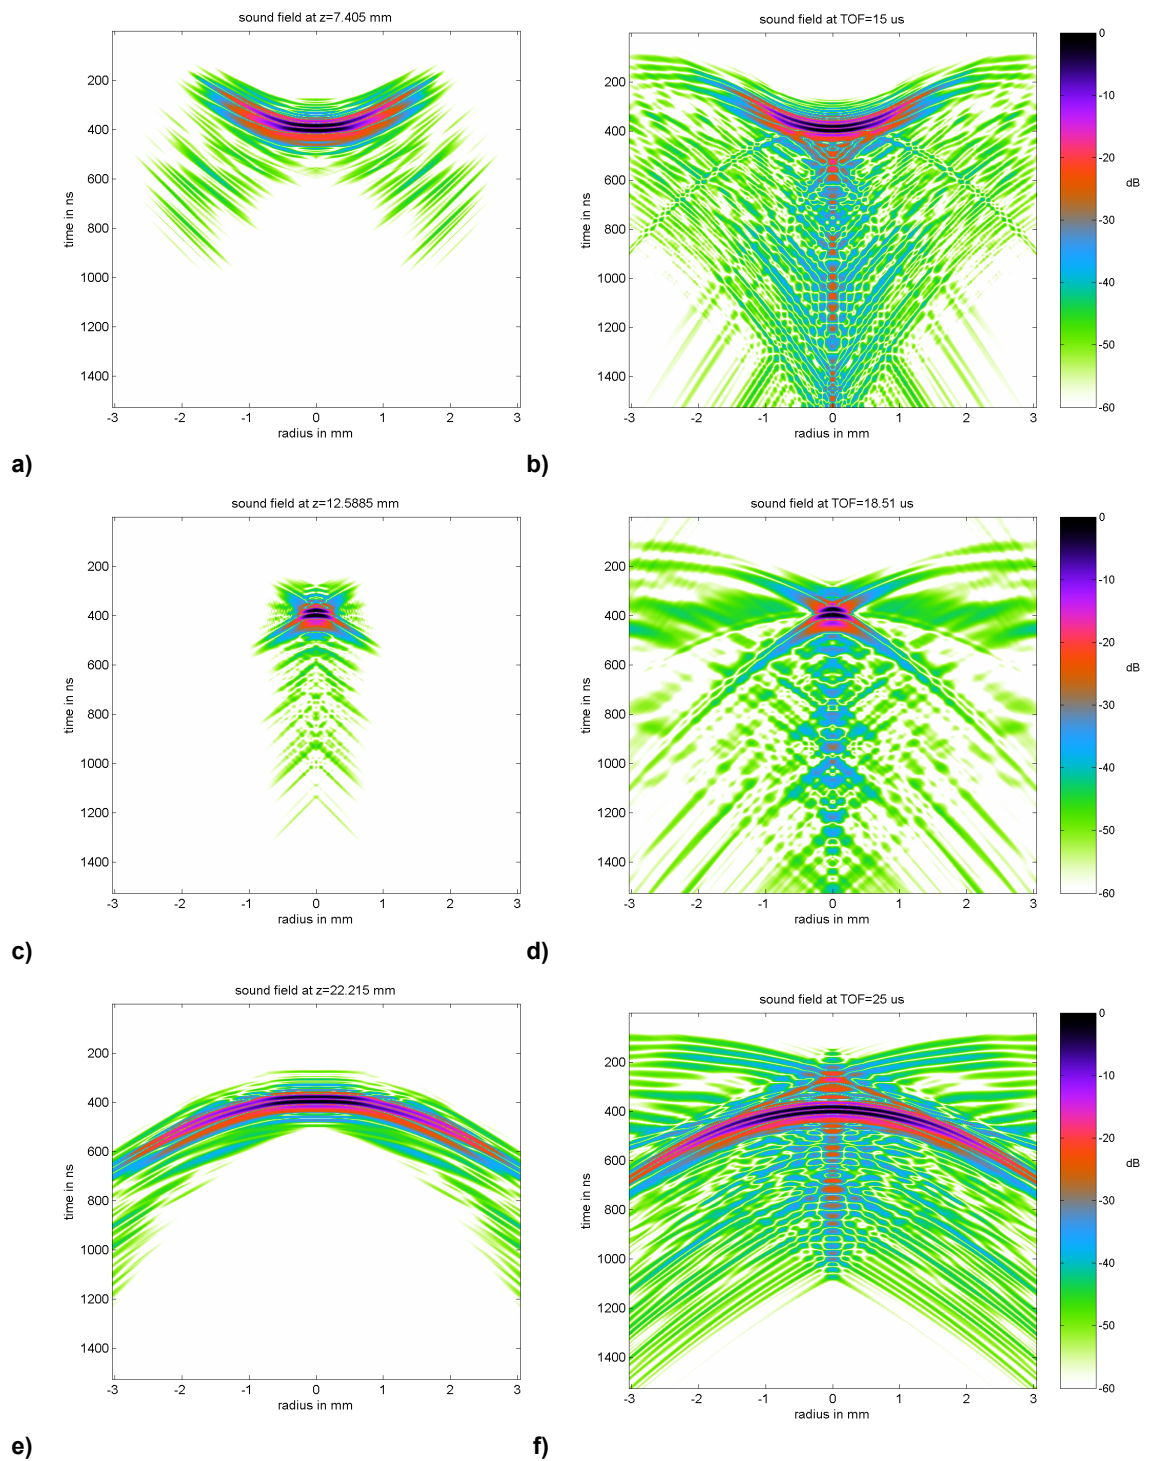 sound field at z=7.405 mm
time in ns
200
400
600
800
1000
1200
1400
-3 -2 -1 0 1 2 3
radius in mm
a)
sound field at TOF=15 us
time in ns
200
400
600
800
1000
1200
1400
-3 -2 -1 0 1 2 3
radius in mm
0
-10
-20
-30
-40
-50
-60
dB
b)
sound field at z=12.5885 mm
time in ns
200
400
600
800
1000
1200
1400
-3 -2 -1 0 1 2 3
radius in mm
c)
sound field at TOF=18.51 us
time in ns
200
400
600
800
1000
1200
1400
-3 -2 -1 0 1 2 3
radius in mm
0
-10
-20
-30
-40
-50
-60
dB
d)
sound field at z=22.215 mm
time in ns
200
400
600
800
1000
1200
1400
-3 -2 -1 0 1 2 3
radius in mm
e)
sound field at TOF=25 us
time in ns
200
400
600
800
1000
1200
1400
-3 -2 -1 0 1 2 3
radius in mm
0
-10
-20
-30
-40
-50
-60
dB
f)